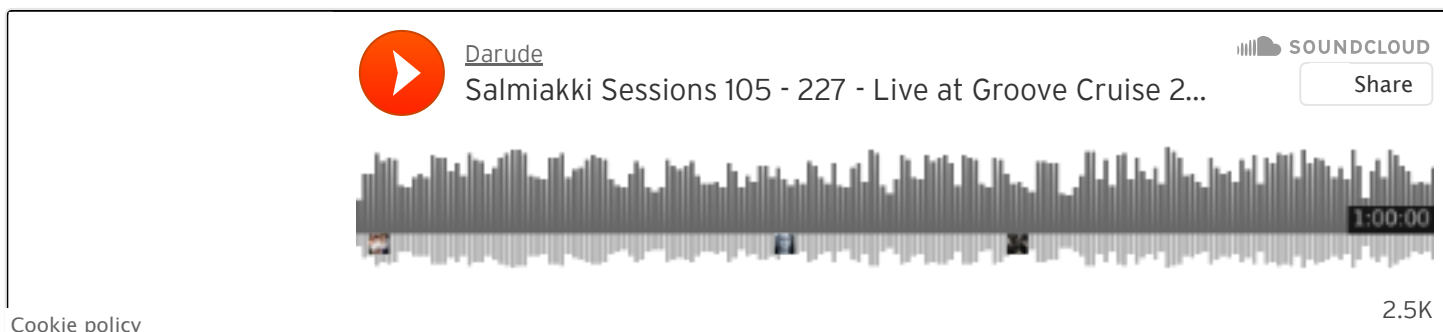 Darude
SOUNDCLOUD
Salmiakki Sessions 105 - 227 - Live at Groove Cruise 2...
Share
1:00:00
2.5K
Cookie policy